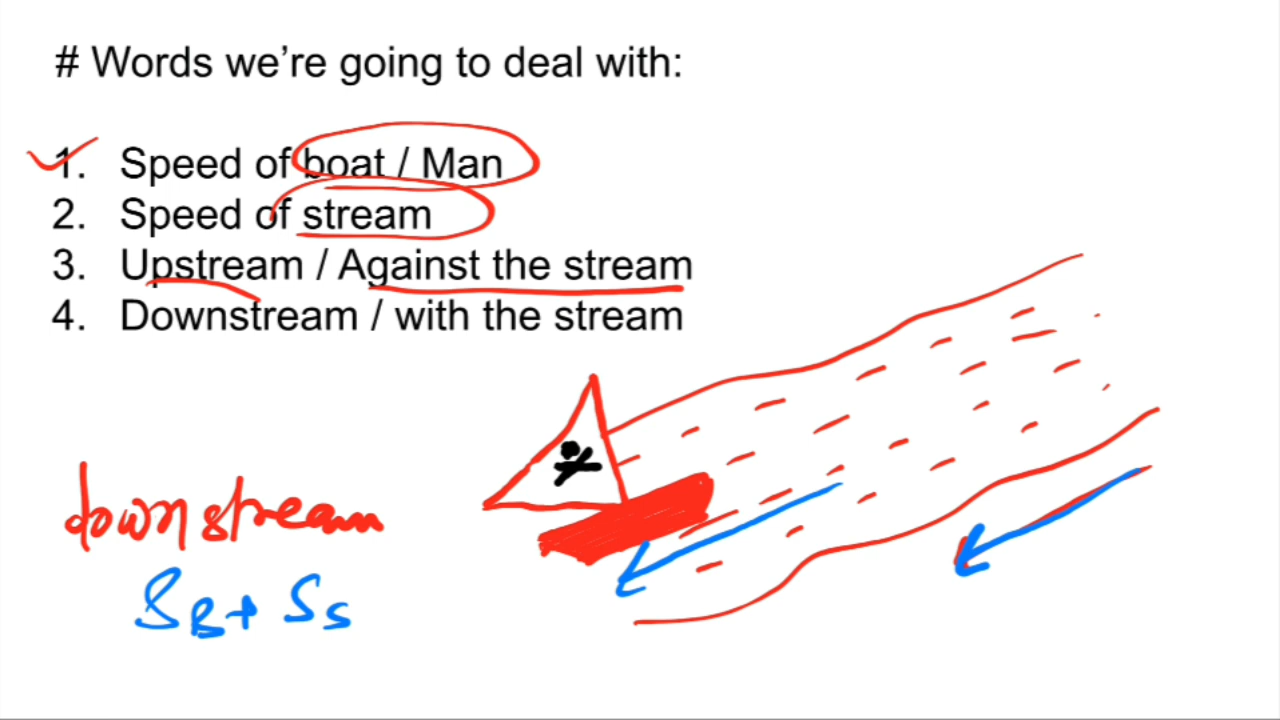 # Words we’re going to deal with:
1. Speed of boat / Man
2. Speed of stream
3. Upstream / Against the stream
4. Downstream / with the stream
downstream
SB + SS